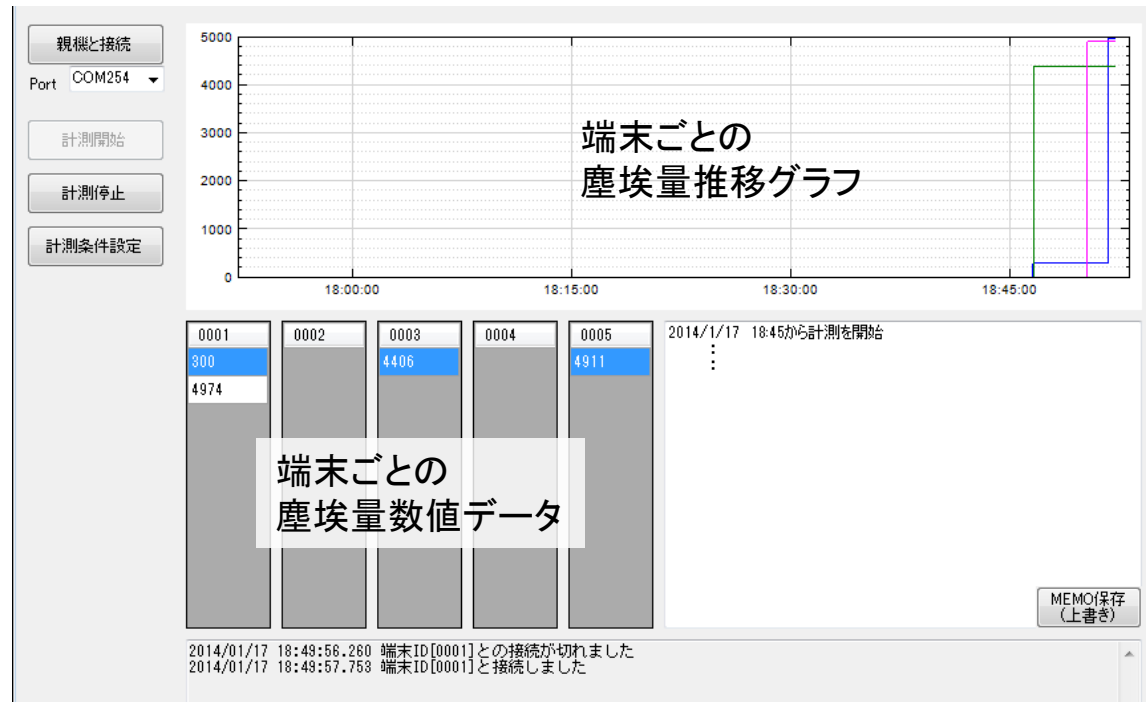 親機と接続
Port COM254
計測開始
計測停止
計測条件設定
5000
4000
3000
2000
1000
0
18:00:00 18:15:00 18:30:00 18:45:00
端末ごとの
塵埃量推移グラフ
0001 0002 0003 0004 0005
300 4406 4911
4974
端末ごとの
塵埃量数値データ
2014/1/17 18:45から計測を開始
⋮
MEMO保存
(上書き)
2014/01/17 18:49:56.260 端末ID[0001]との接続が切れました
2014/01/17 18:49:57.753 端末ID[0001]と接続しました